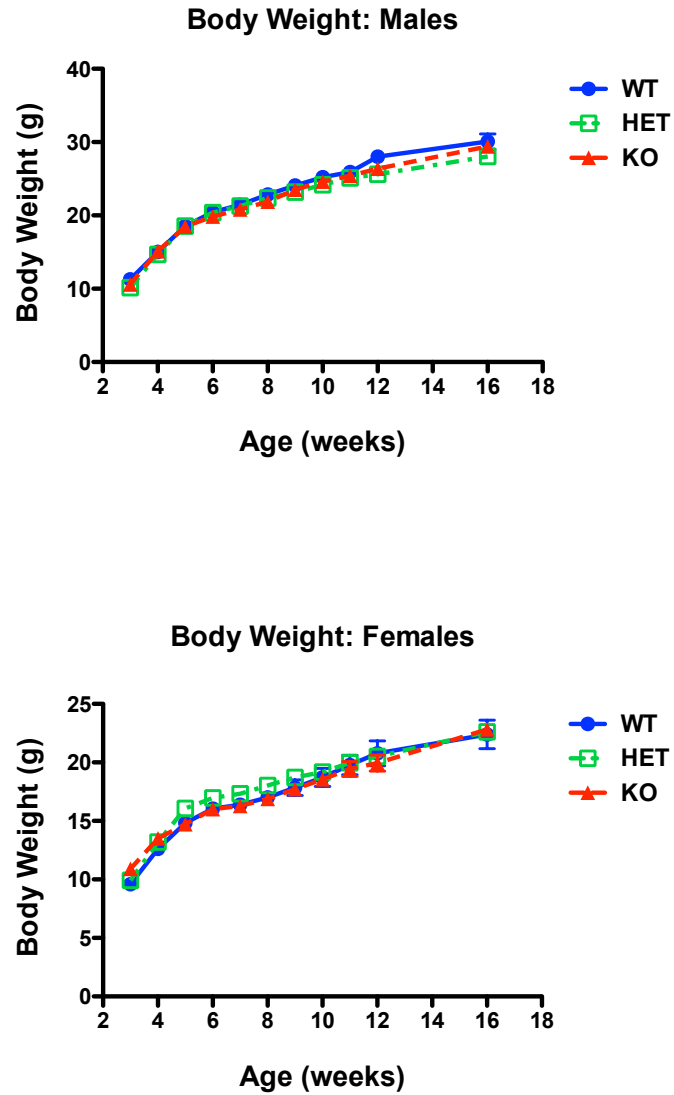 Body Weight: Males
Body Weight (g)
40
30
20
10
0
2 4 6 8 10 12 14 16 18
Age (weeks)
WT
HET
KO
Body Weight: Females
Body Weight (g)
25
20
15
10
5
0
2 4 6 8 10 12 14 16 18
Age (weeks)
WT
HET
KO